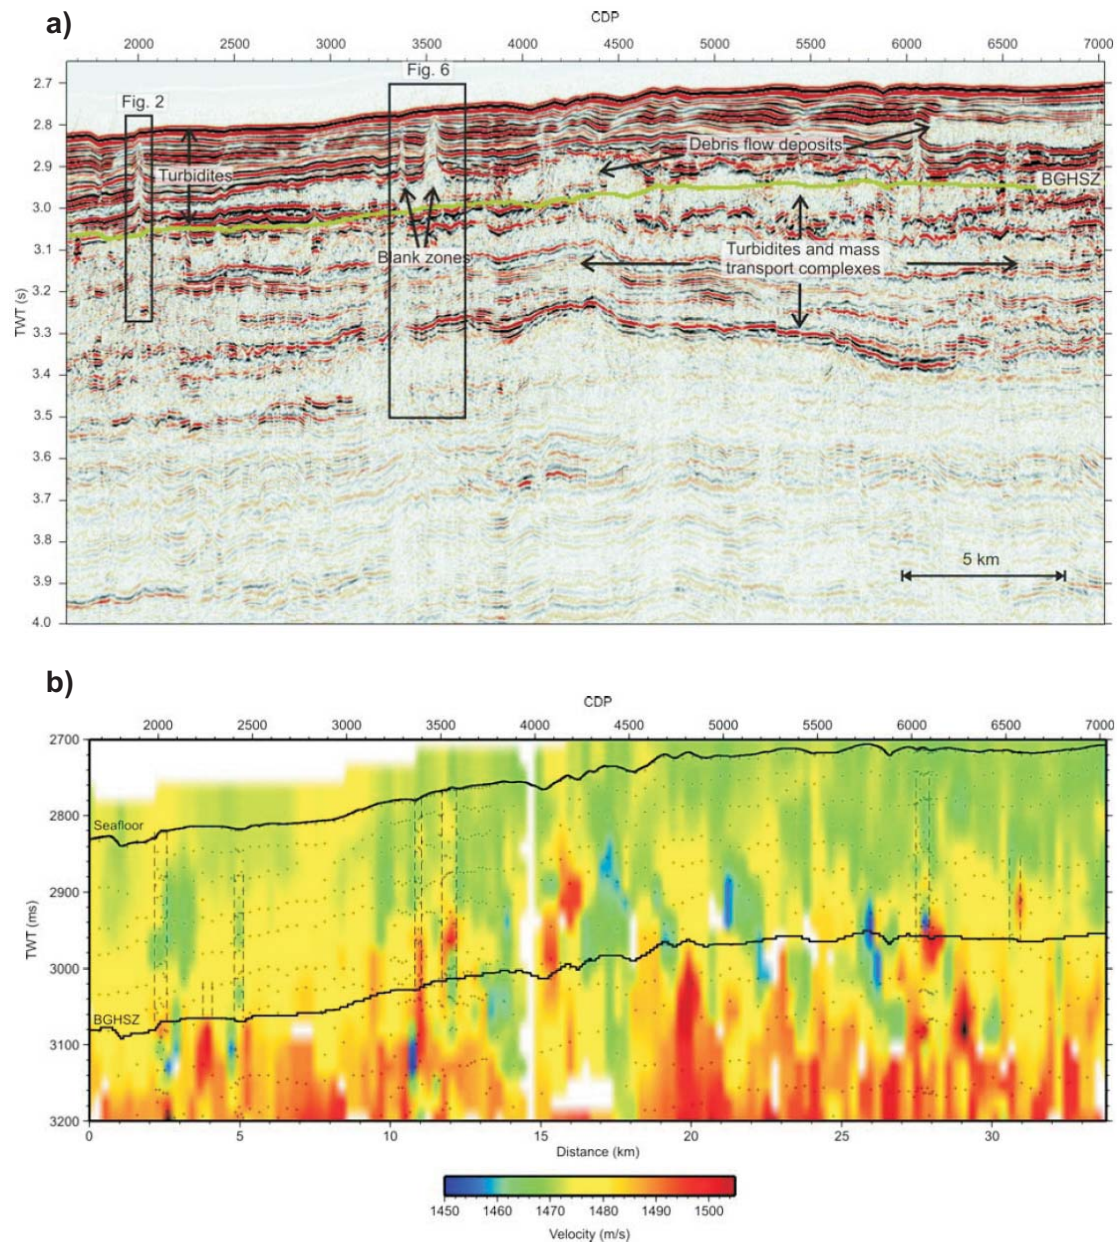 a)
CDP
2000 2500 3000 3500 4000 4500 5000 5500 6000 6500 7000
Fig. 6
2.7
Fig. 2
2.8
Debris flow deposits
2.9
Turbidites
BGHSZ
3.0
3.1
Blank zones
Turbidites and mass
transport complexes
3.2
TWT (s)
3.3
3.4
3.5
3.6
3.7
3.8
5 km
3.9
4.0
b)
CDP
2000 2500 3000 3500 4000 4500 5000 5500 6000 6500 7000
2700
2800
Seafloor
2900
TWT (ms)
3000
BGHSZ
3100
3200
0 5 10 15 20 25 30
Distance (km)
1450 1460 1470 1480 1490 1500
Velocity (m/s)